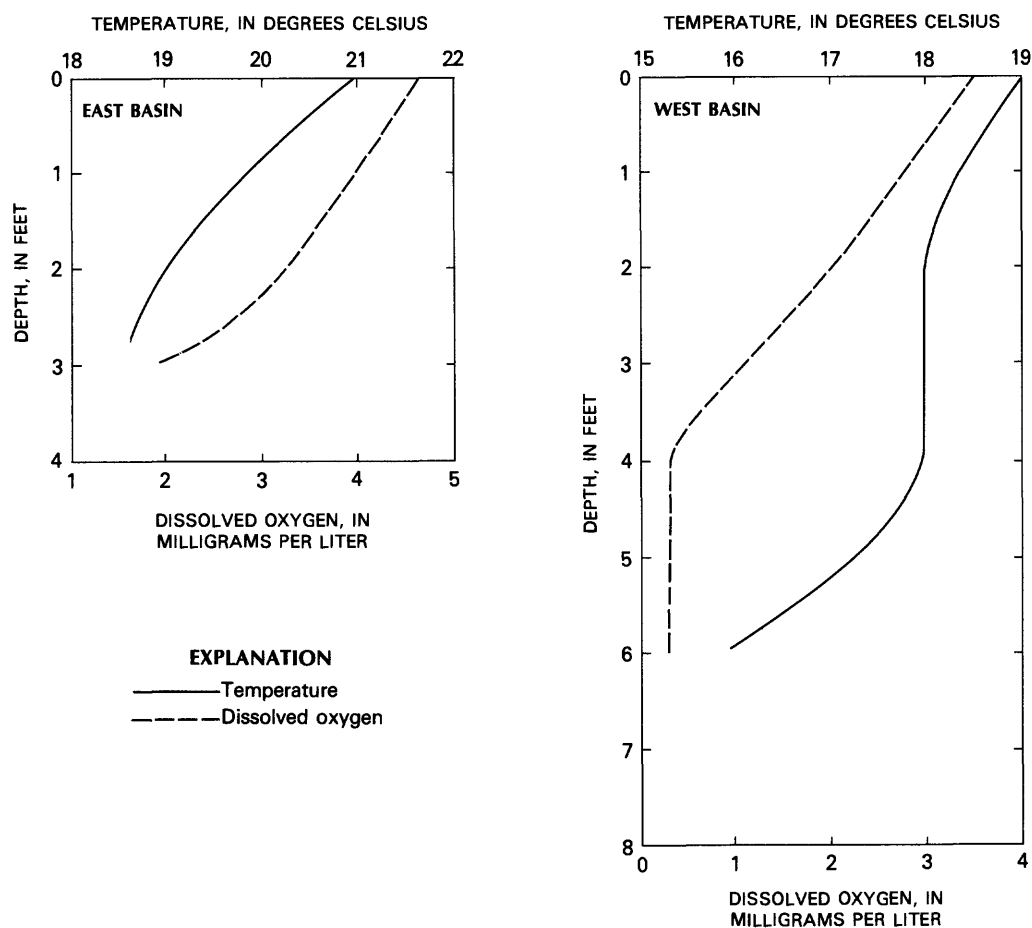 TEMPERATURE, IN DEGREES CELSIUS
18 19 20 21 22
EAST BASIN
DEPTH, IN FEET
0
1
2
3
4
1 2 3 4 5
DISSOLVED OXYGEN, IN
MILLIGRAMS PER LITER
EXPLANATION
Temperature
Dissolved oxygen
TEMPERATURE, IN DEGREES CELSIUS
15 16 17 18 19
WEST BASIN
DEPTH, IN FEET
0
1
2
3
4
5
6
7
8
0 1 2 3 4
DISSOLVED OXYGEN, IN
MILLIGRAMS PER LITER